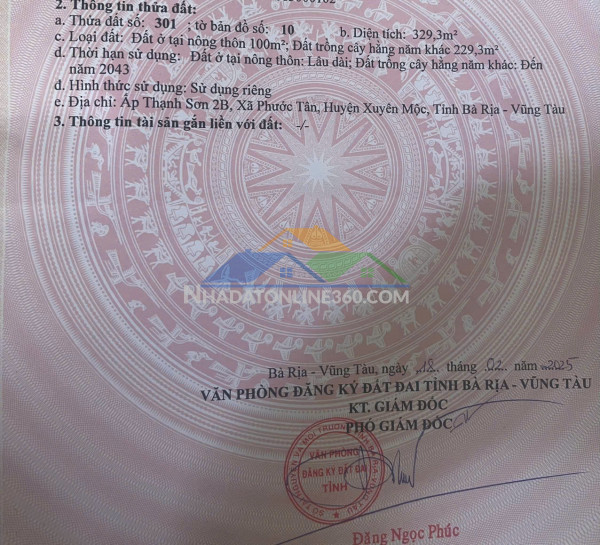 2. Thông tin thửa đất:
a. Thửa đất số: 301 ; tờ bản đồ số: 10 b. Diện tích: 329,3m²
c. Loại đất: Đất ở tại nông thôn 100m²; Đất trồng cây hằng năm khác 229,3m²
d. Thời hạn sử dụng: Đất ở tại nông thôn: Lâu dài; Đất trồng cây hằng năm khác: Đến
năm 2043
đ. Hình thức sử dụng: Sử dụng riêng
e. Địa chỉ: Ấp Thạnh Sơn 2B, Xã Phước Tân, Huyện Xuyên Mộc, Tỉnh Bà Rịa - Vũng Tàu
3. Thông tin tài sản gắn liền với đất: -/-
NHADATONLINE360.COM
Bà Rịa - Vũng Tàu, ngày 18 tháng 02 năm 2025
VĂN PHÒNG ĐĂNG KÝ ĐẤT ĐAI TỈNH BÀ RỊA - VŨNG TÀU
KT. GIÁM ĐỐC
PHÓ GIÁM ĐỐC
VĂN PHÒNG
ĐĂNG KÝ ĐẤT ĐAI
TỈNH
Đặng Ngọc Phúc